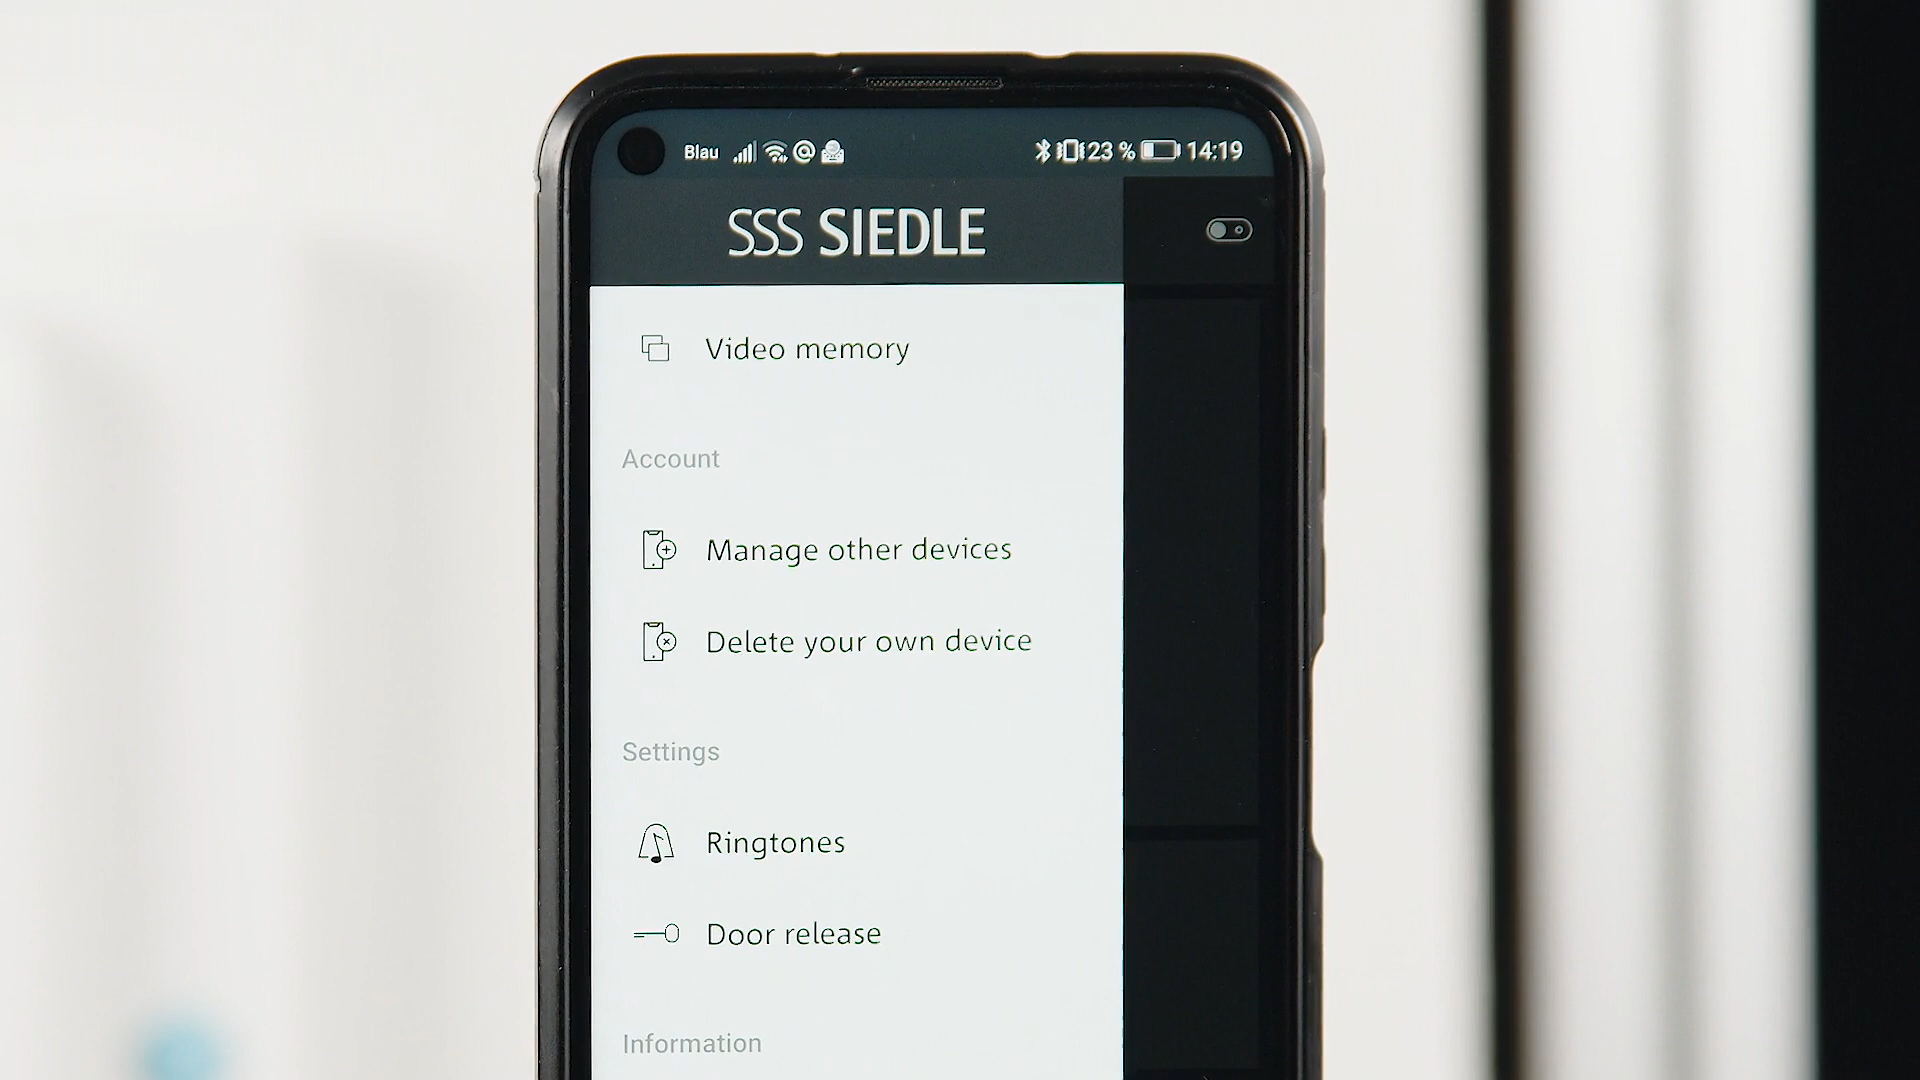 Blau 23 % 14:19
SSS SIEDLE
Video memory
Account
Manage other devices
Delete your own device
Settings
Ringtones
Door release
Information